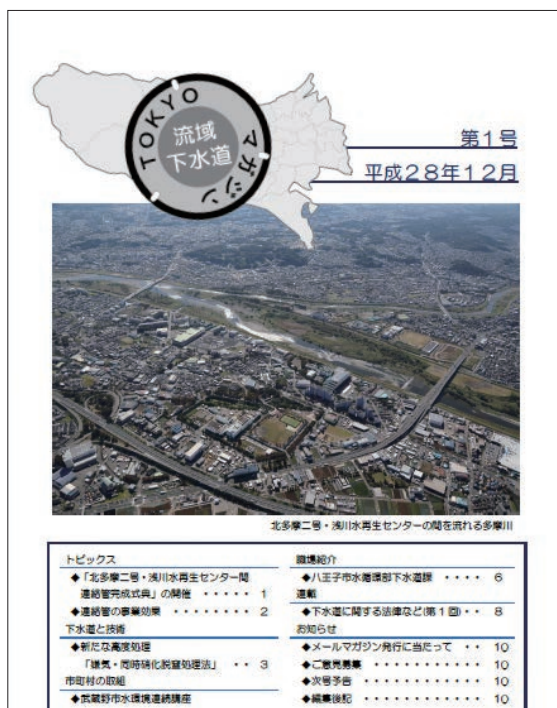 TOKYO
流域
下水道
マガジン
第1号
平成28年12月
北多摩二号・浅川水再生センターの間を流れる多摩川
トピックス
◆「北多摩二号・浅川水再生センター間
連絡管完成式典」の開催 ・・・・・ 1
◆連絡管の事業効果 ・・・・・・・・ 2
下水道と技術
◆新たな高度処理
「嫌気・同時硝化脱窒処理法」 ・・ 3
市町村の取組
◆武蔵野市水環境連続講座
職場紹介
◆八王子市水循環部下水道課 ・・・・ 6
連載
◆下水道に関する法律など(第1回)・・ 8
お知らせ
◆メールマガジン発行に当たって ・・ 10
◆ご意見募集 ・・・・・・・・・・・ 10
◆次号予告 ・・・・・・・・・・・・ 10
◆編集後記 ・・・・・・・・・・・・ 10